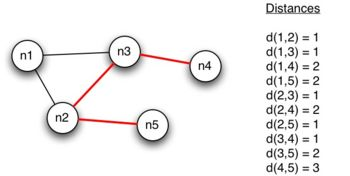 Distances
n1
n3
n4
n2
n5
d(1,2) = 1
d(1,3) = 1
d(1,4) = 2
d(1,5) = 2
d(2,3) = 1
d(2,4) = 2
d(2,5) = 1
d(3,4) = 1
d(3,5) = 2
d(4,5) = 3